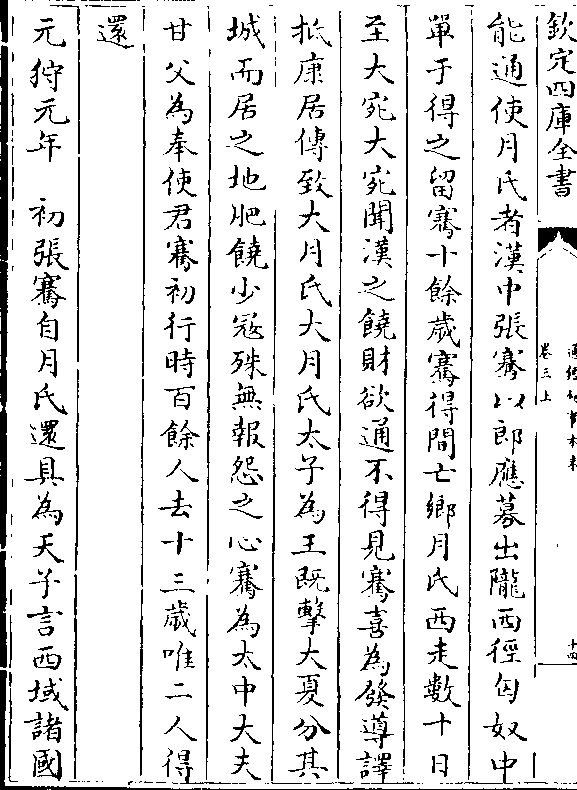 欽定四庫全書
通鑑紀事本末
卷三上
十四
能通使月氏者漢中張騫以郎應募出隴西徑匈奴中
單于得之留騫十餘歲騫得間亡鄉月氏西走數十日
至大宛大宛聞漢之饒財欲通不得見騫喜為發導譯
抵康居傳致大月氏大月氏太子為王既擊大夏分其
城而居之地肥饒少冦殊無報怨之心騫為太中大夫
甘父為奉使君騫初行時百餘人去十三歲唯二人得
還
元狩元年　初張騫自月氏還具為天子言西域諸國